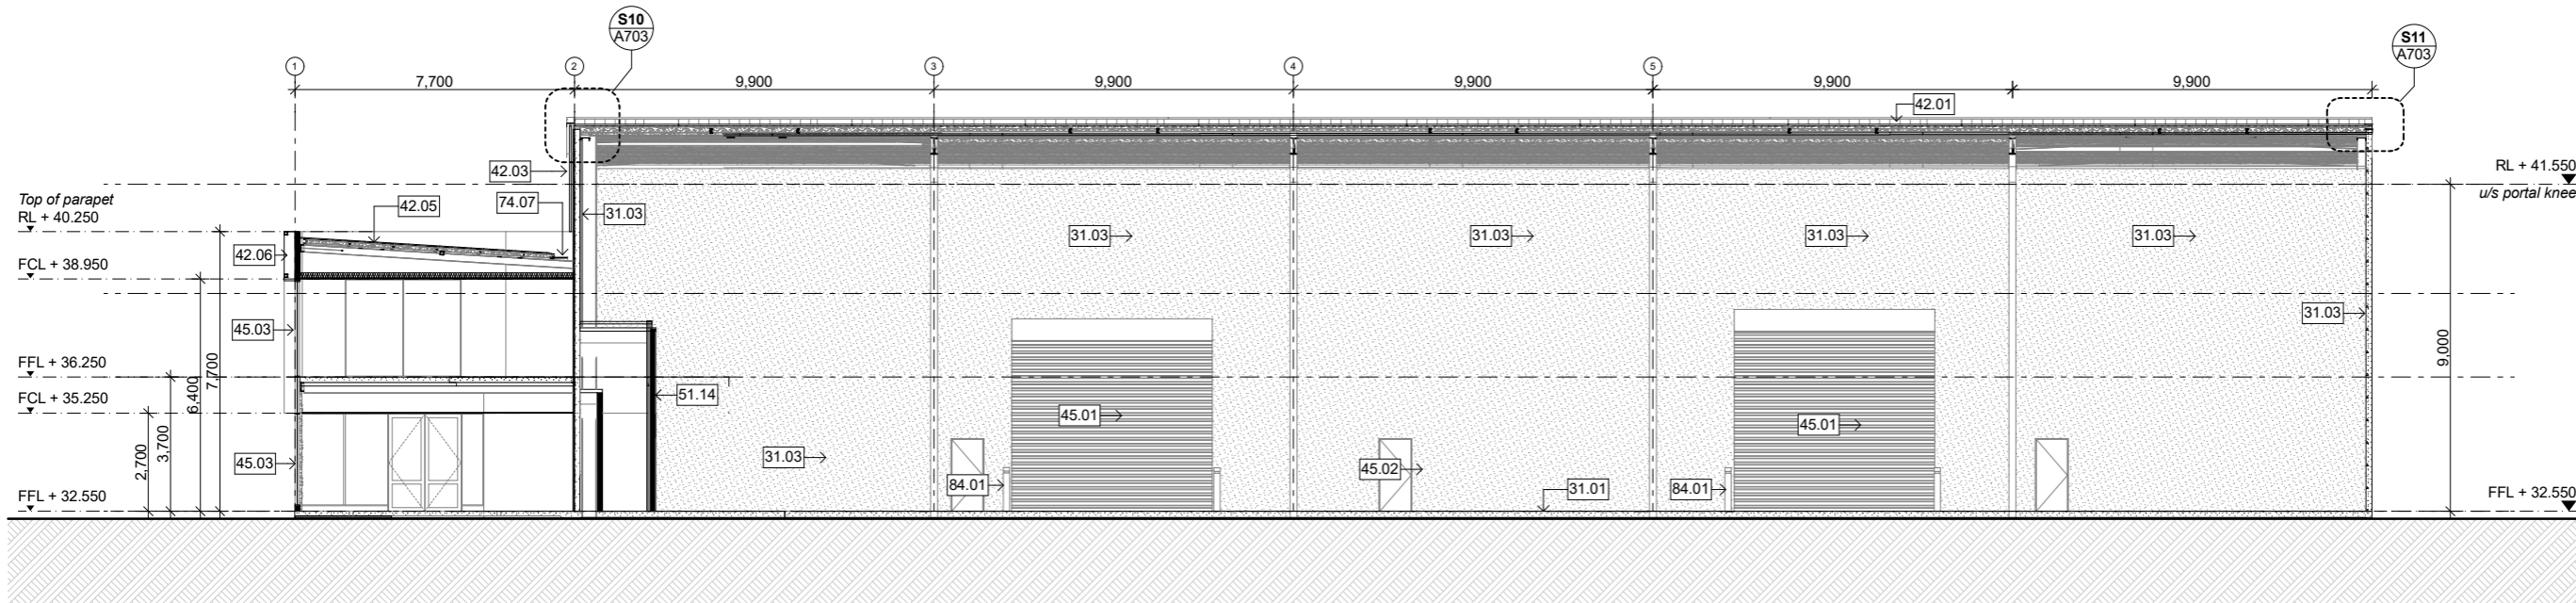 S10
A703
S11
A703
1
2
3
4
5
7,700
9,900
9,900
9,900
9,900
9,900
42.01
42.03
RL + 41.550
u/s portal knee
Top of parapet
RL + 40.250
42.05
74.07
31.03
31.03
31.03
31.03
31.03
42.06
FCL + 38.950
45.03
31.03
FFL + 36.250
7,700
6,400
9,000
FCL + 35.250
51.14
45.01
45.01
3,700
2,700
45.03
31.03
45.02
84.01
84.01
31.01
FFL + 32.550
FFL + 32.550